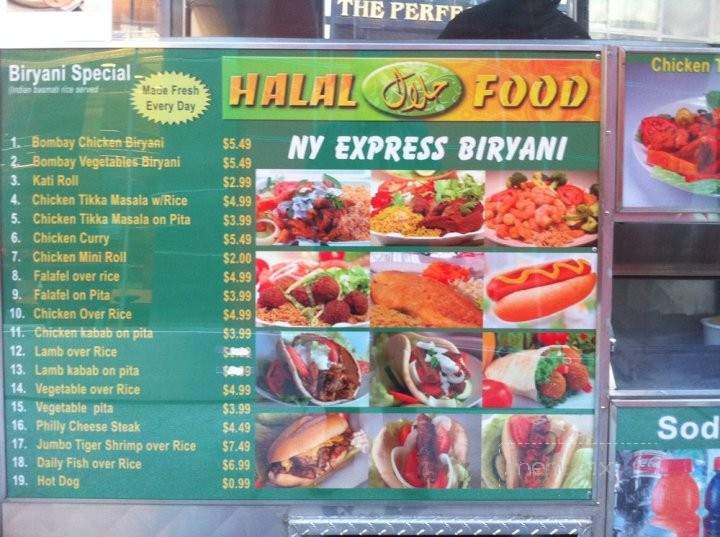 THE PERFE
Biryani Special
(Indian basmati rice served
Made Fresh
Every Day
HALAL حلال FOOD
NY EXPRESS BIRYANI
1. Bombay Chicken Biryani $5.49
2. Bombay Vegetables Biryani $5.49
3. Kati Roll $2.99
4. Chicken Tikka Masala w/Rice $4.99
5. Chicken Tikka Masala on Pita $3.99
6. Chicken Curry $5.49
7. Chicken Mini Roll $2.00
8. Falafel over rice $4.99
9. Falafel on Pita $3.99
10. Chicken Over Rice $4.99
11. Chicken kabab on pita $3.99
12. Lamb over Rice
13. Lamb kabab on pita
14. Vegetable over Rice $4.99
15. Vegetable pita $3.99
16. Philly Cheese Steak $4.49
17. Jumbo Tiger Shrimp over Rice $7.49
18. Daily Fish over Rice $6.99
19. Hot Dog $0.99
Chicken T
Sod